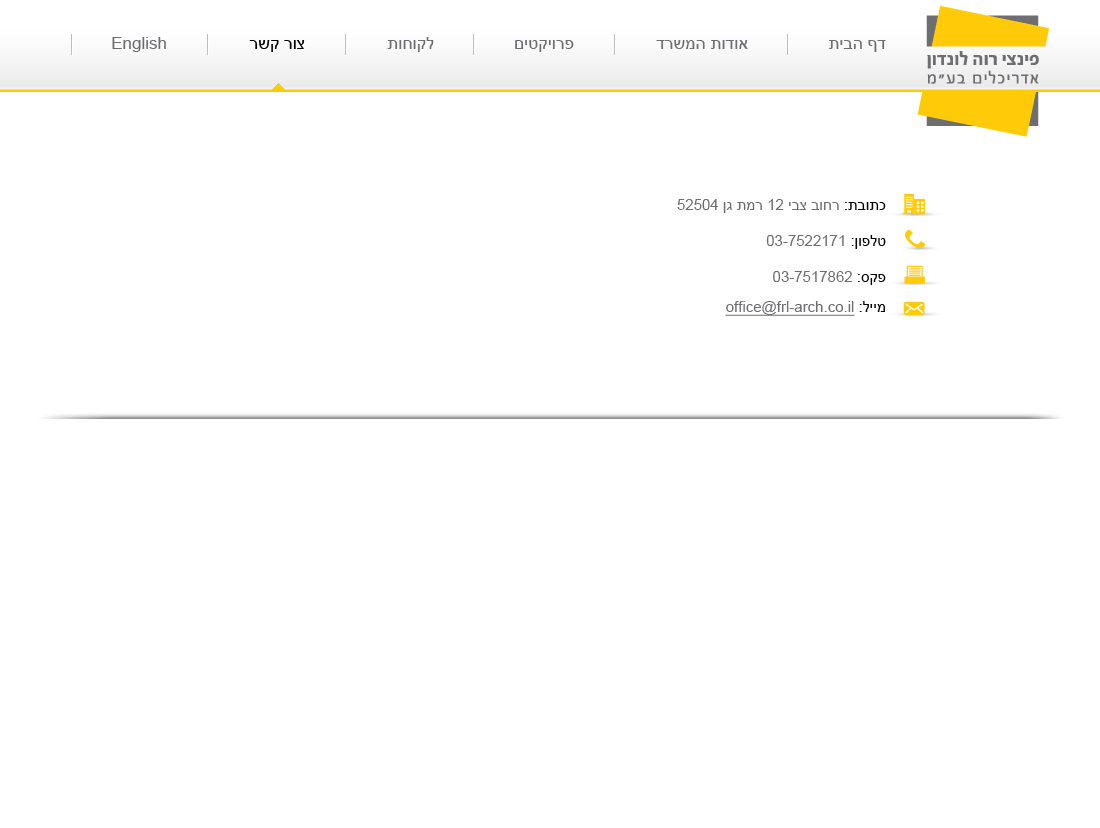 פינצי רוה לונדון
אדריכלים בע"מ
דף הבית
אודות המשרד
פרויקטים
לקוחות
צור קשר
English
כתובת: רחוב צבי 12 רמת גן 52504
טלפון: 03-7522171
פקס: 03-7517862
מייל: office@frl-arch.co.il